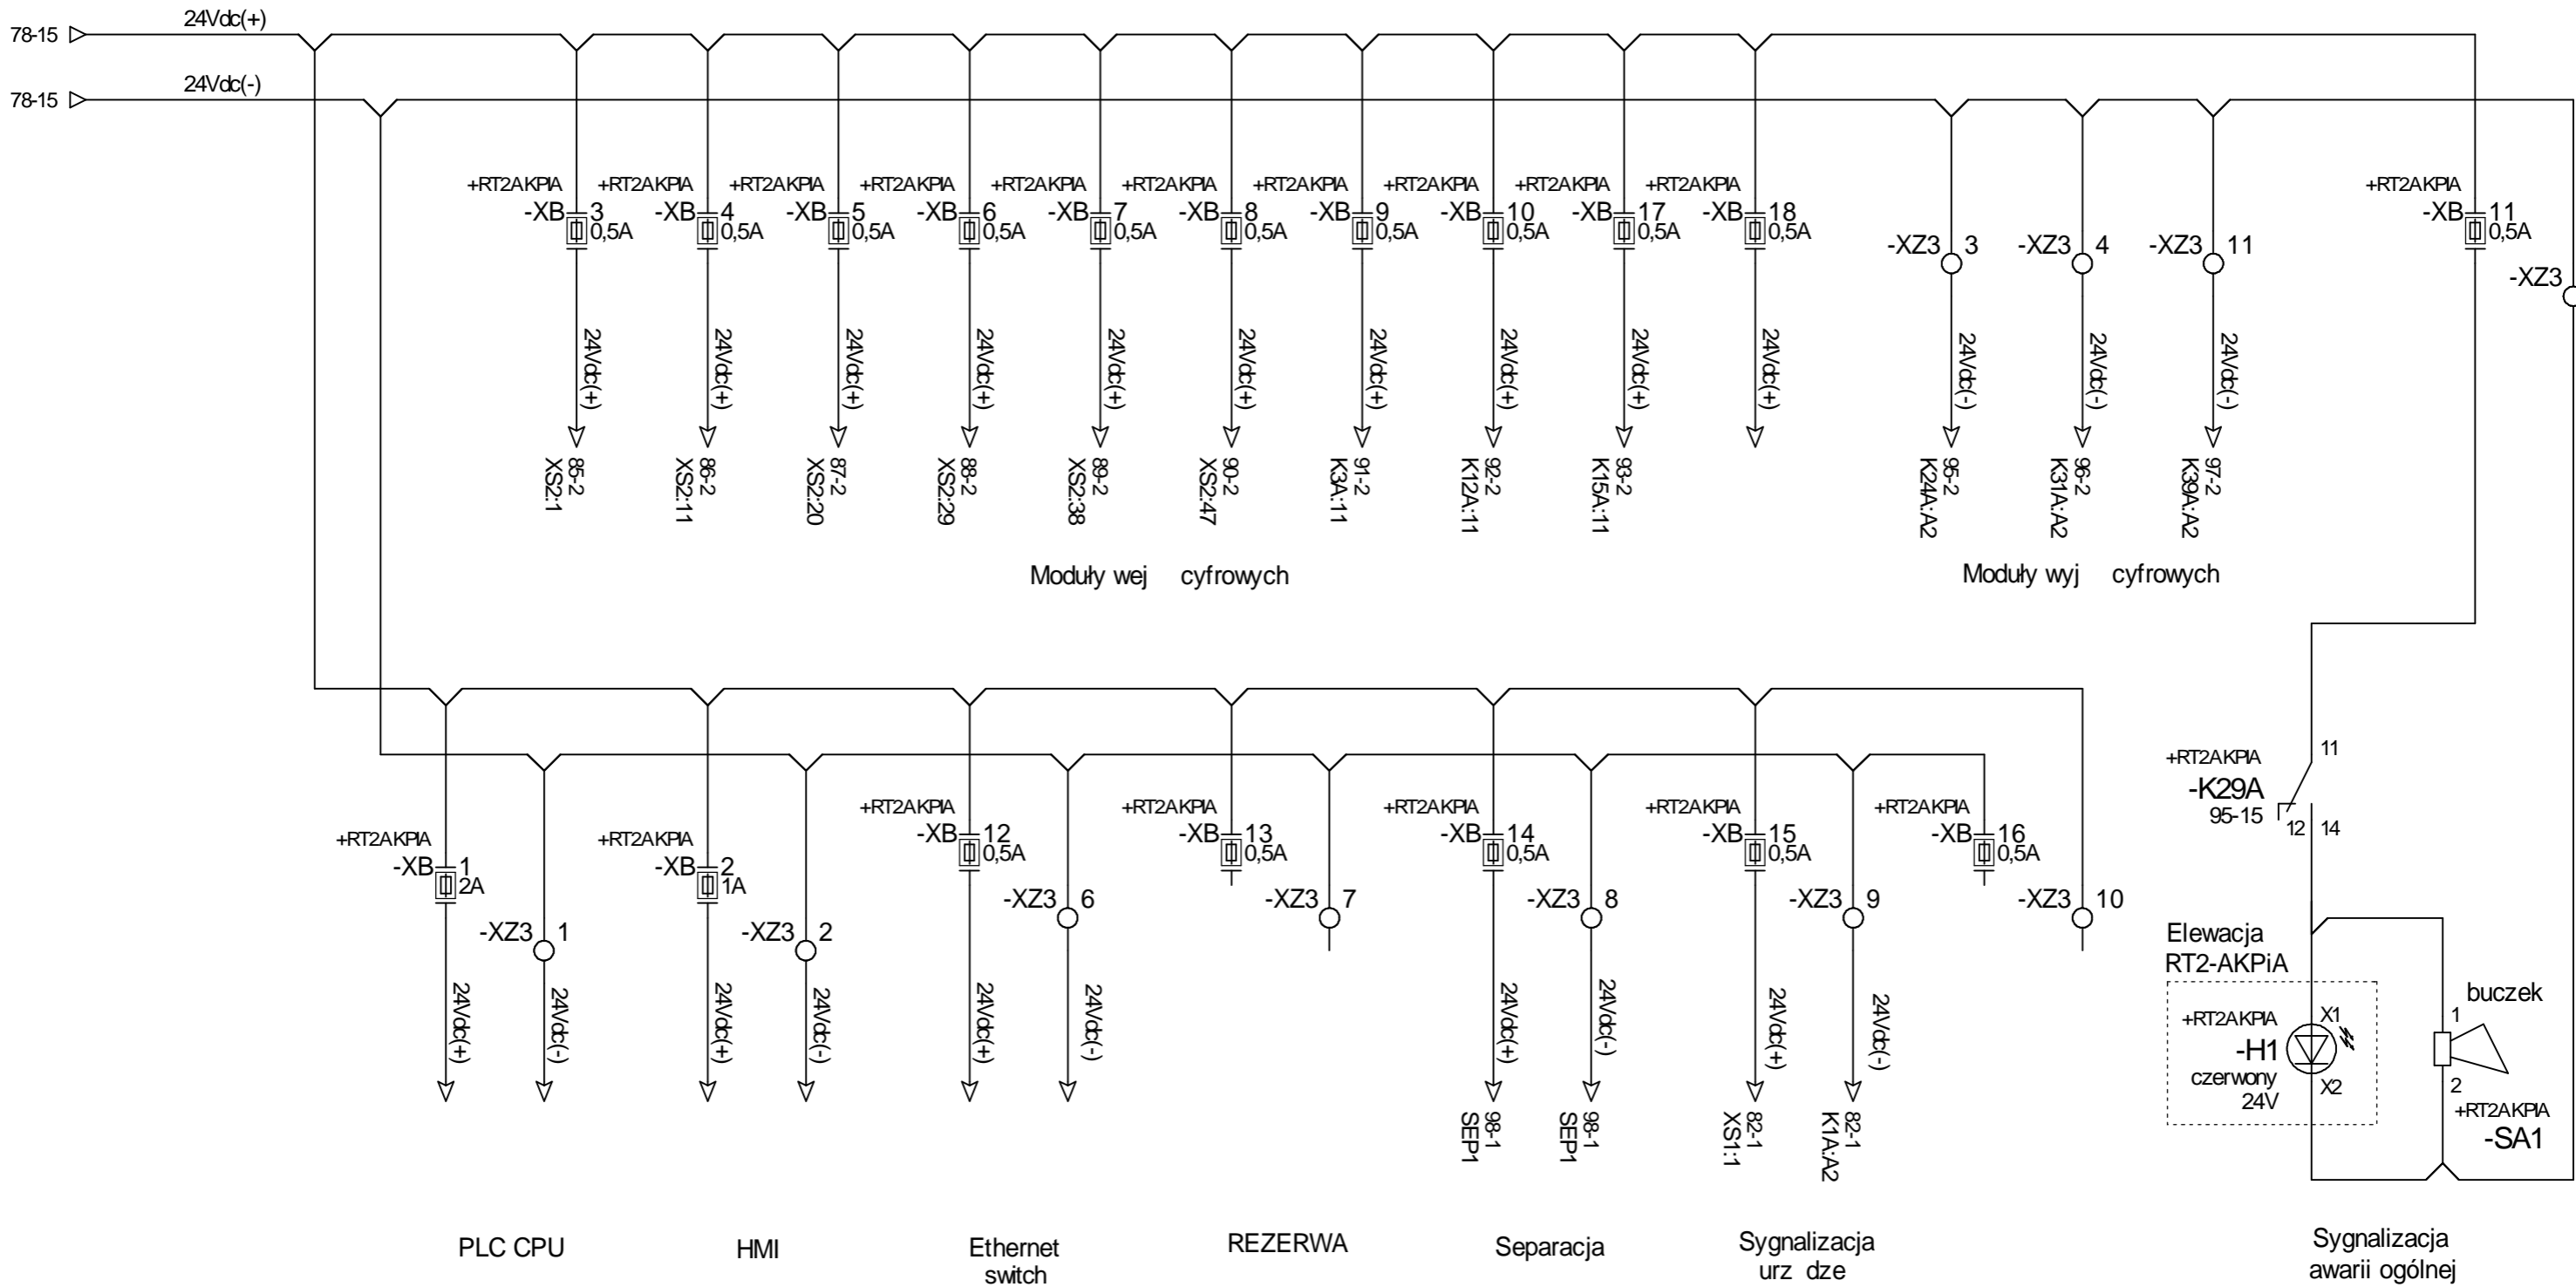 24Vdc(+)
78-15
24Vdc(-)
78-15
+RT2AKPIA
-XB 3
0,5A
+RT2AKPIA
-XB 4
0,5A
+RT2AKPIA
-XB 5
0,5A
+RT2AKPIA
-XB 6
0,5A
+RT2AKPIA
-XB 7
0,5A
+RT2AKPIA
-XB 8
0,5A
+RT2AKPIA
-XB 9
0,5A
+RT2AKPIA
-XB 10
0,5A
+RT2AKPIA
-XB 17
0,5A
+RT2AKPIA
-XB 18
0,5A
-XZ3 3
-XZ3 4
-XZ3 11
+RT2AKPIA
-XB 11
0,5A
-XZ3
24Vdc(+)
24Vdc(+)
24Vdc(+)
24Vdc(+)
24Vdc(+)
24Vdc(+)
24Vdc(+)
24Vdc(+)
24Vdc(+)
24Vdc(+)
24Vdc(-)
24Vdc(-)
24Vdc(-)
85-2
XS2:1
86-2
XS2:11
87-2
XS2:20
88-2
XS2:29
89-2
XS2:38
90-2
XS2:47
91-2
K3A:11
92-2
K12A:11
93-2
K15A:11
95-2
K24A:A2
96-2
K31A:A2
97-2
K39A:A2
Moduły wej cyfrowych
Moduły wyj cyfrowych
+RT2AKPIA
-XB 1
2A
-XZ3 1
+RT2AKPIA
-XB 2
1A
-XZ3 2
+RT2AKPIA
-XB 12
0,5A
-XZ3 6
+RT2AKPIA
-XB 13
0,5A
-XZ3 7
+RT2AKPIA
-XB 14
0,5A
-XZ3 8
+RT2AKPIA
-XB 15
0,5A
-XZ3 9
+RT2AKPIA
-XB 16
0,5A
-XZ3 10
11
+RT2AKPIA
-K29A
95-15
12 14
24Vdc(+)
24Vdc(-)
24Vdc(+)
24Vdc(-)
24Vdc(+)
24Vdc(-)
24Vdc(+)
24Vdc(-)
24Vdc(+)
24Vdc(-)
98-1
SEP1
98-1
SEP1
82-1
XS1:1
82-1
K1A:A2
Elewacja
RT2-AKPiA
+RT2AKPIA
X1
-H1
czerwony
24V
X2
buczek
1
2
+RT2AKPIA
-SA1
PLC CPU
HMI
Ethernet
switch
REZERWA
Separacja
Sygnalizacja
urz dze
Sygnalizacja
awarii ogólnej